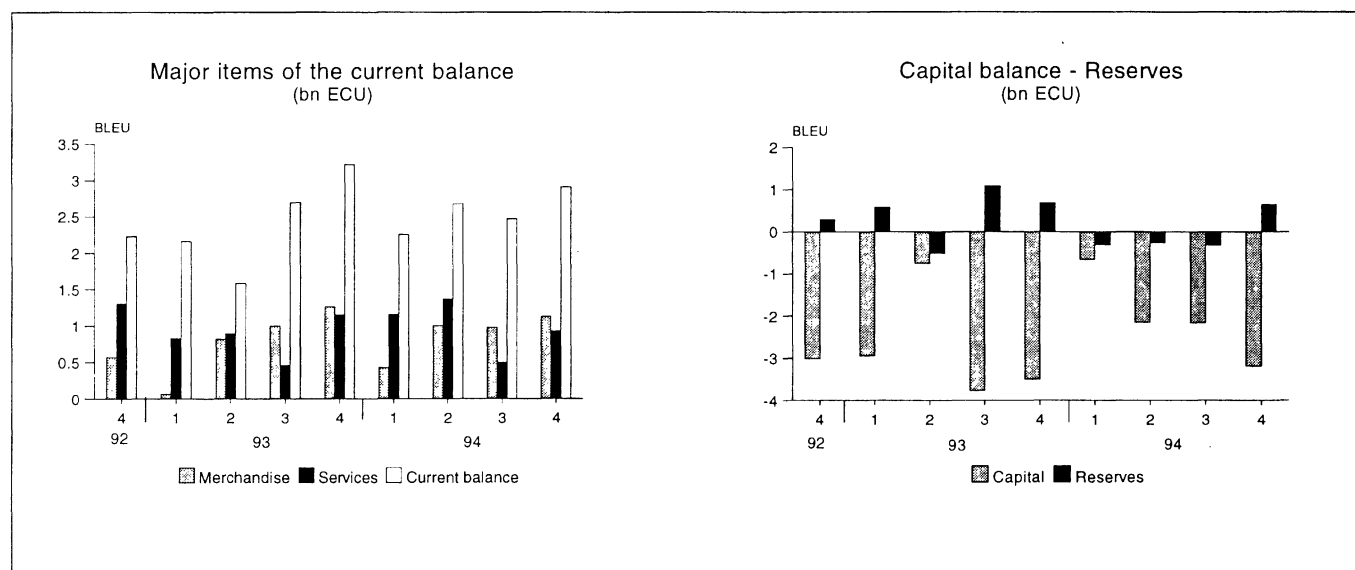 Major items of the current balance
(bn ECU)
BLEU
3.5
3
2.5
2
1.5
1
0.5
0
4 1 2 3 4 1 2 3 4
92 93 94
Merchandise Services Current balance
Capital balance - Reserves
(bn ECU)
BLEU
2
1
0
-1
-2
-3
-4
4 1 2 3 4 1 2 3 4
92 93 94
Capital Reserves